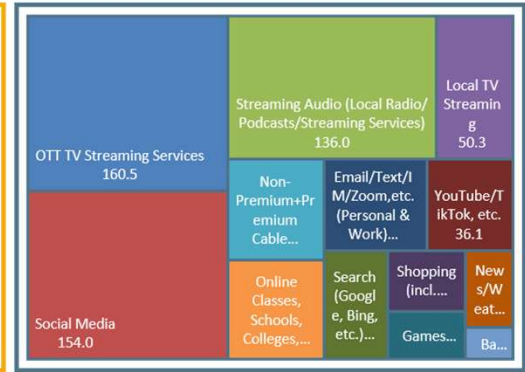 OTT TV Streaming Services
160.5
Social Media
154.0
Streaming Audio (Local Radio/
Podcasts/Streaming Services)
136.0
Local TV
Streamin
g
50.3
Non-
Premium+Pr
emium
Cable...
Email/Text/I
M/Zoom,etc.
(Personal &
Work)...
YouTube/T
ikTok, etc.
36.1
Online
Classes,
Schools,
Colleges,...
Search
(Googl
e, Bing,
etc.)...
Shopping
(incl....
Games...
New
s/W
eat...
Ba...